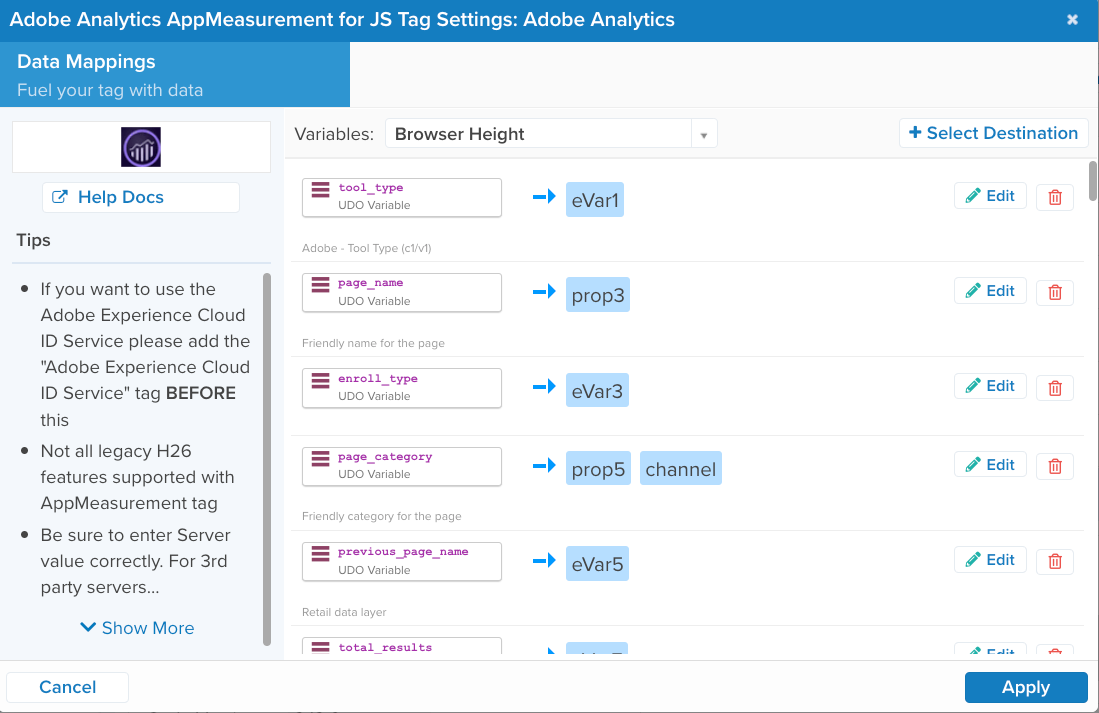 Adobe Analytics AppMeasurement for JS Tag Settings: Adobe Analytics
Data Mappings
Fuel your tag with data
Help Docs
Tips
If you want to use the
Adobe Experience Cloud
ID Service please add the
"Adobe Experience Cloud
ID Service" tag BEFORE
this
Not all legacy H26
features supported with
AppMeasurement tag
Be sure to enter Server
value correctly. For 3rd
party servers...
Show More
Variables: Browser Height
Select Destination
tool_type
UDO Variable
eVar1
Edit
Adobe - Tool Type (c1/v1)
page_name
UDO Variable
prop3
Edit
Friendly name for the page
enroll_type
UDO Variable
eVar3
Edit
page_category
UDO Variable
prop5 channel
Edit
Friendly category for the page
previous_page_name
UDO Variable
eVar5
Edit
Retail data layer
total_results
Edit
Cancel
Apply